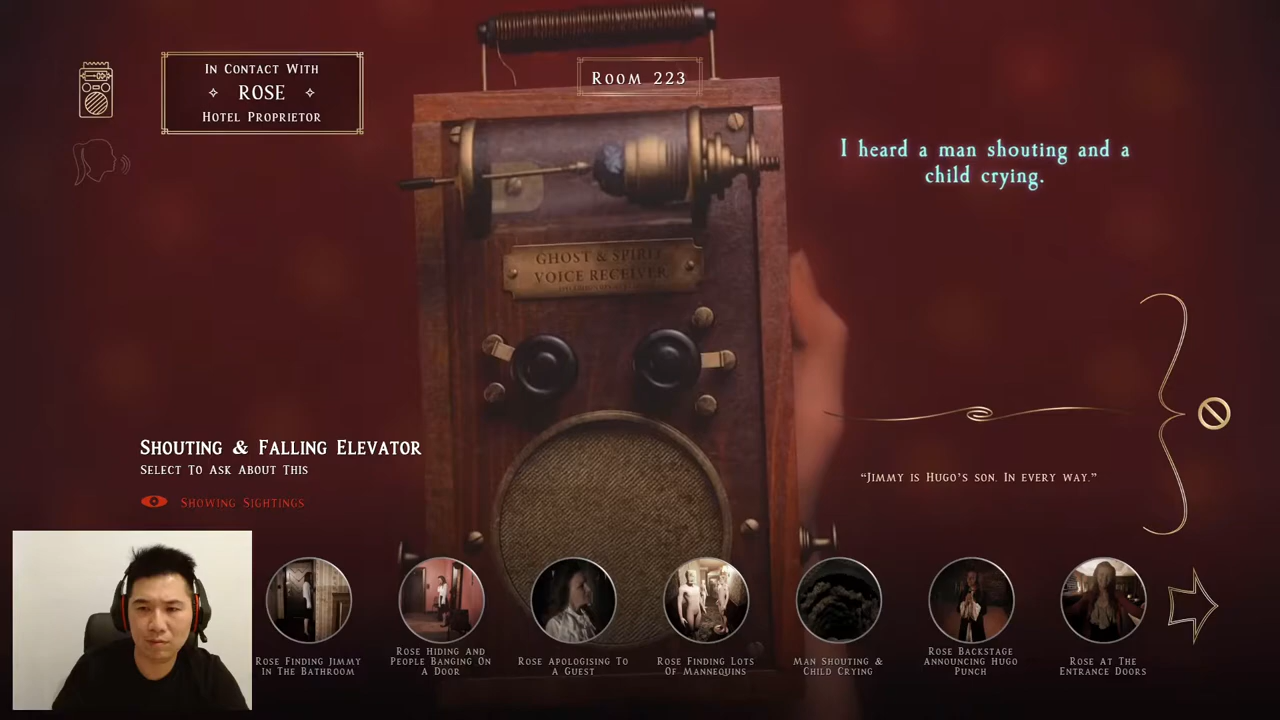 In Contact With
ROSE
Hotel Proprietor
Room 223
I heard a man shouting and a
child crying.
GHOST & SPIRIT
VOICE RECEIVER
Shouting & Falling Elevator
Select To Ask About This
Showing Sightings
“Jimmy is Hugo's son. In every way.”
Rose Finding Jimmy
In The Bathroom
Rose Hiding And
People Banging On
A Door
Rose Apologising To
A Guest
Rose Finding Lots
Of Mannequins
Man Shouting &
Child Crying
Rose Backstage
Announcing Hugo
Punch
Rose At The
Entrance Doors